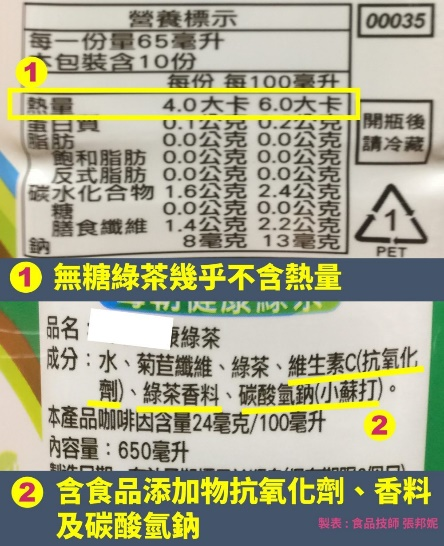 營養標示
00035
每一份量65毫升
本包裝含10份
每份 每100毫升
1
熱量 4.0大卡 6.0大卡
蛋白質 0.1公克 0.2公克
脂肪 0.0公克 0.0公克
飽和脂肪 0.0公克 0.0公克
反式脂肪 0.0公克 0.0公克
碳水化合物 1.6公克 2.4公克
糖 0.0公克 0.0公克
膳食纖維 1.4公克 2.2公克
鈉 8毫克 13毫克
開瓶後
請冷藏
1
PET
1 無糖綠茶幾乎不含熱量
每朝健康綠茶
品名: 康綠茶
成分:水、菊苣纖維、綠茶、維生素C(抗氧化
劑)、綠茶香料、碳酸氫鈉(小蘇打)。
本產品咖啡因含量24毫克/100毫升
2
內容量:650毫升
2 含食品添加物抗氧化劑、香料
及碳酸氫鈉
製表:食品技師 張邦妮